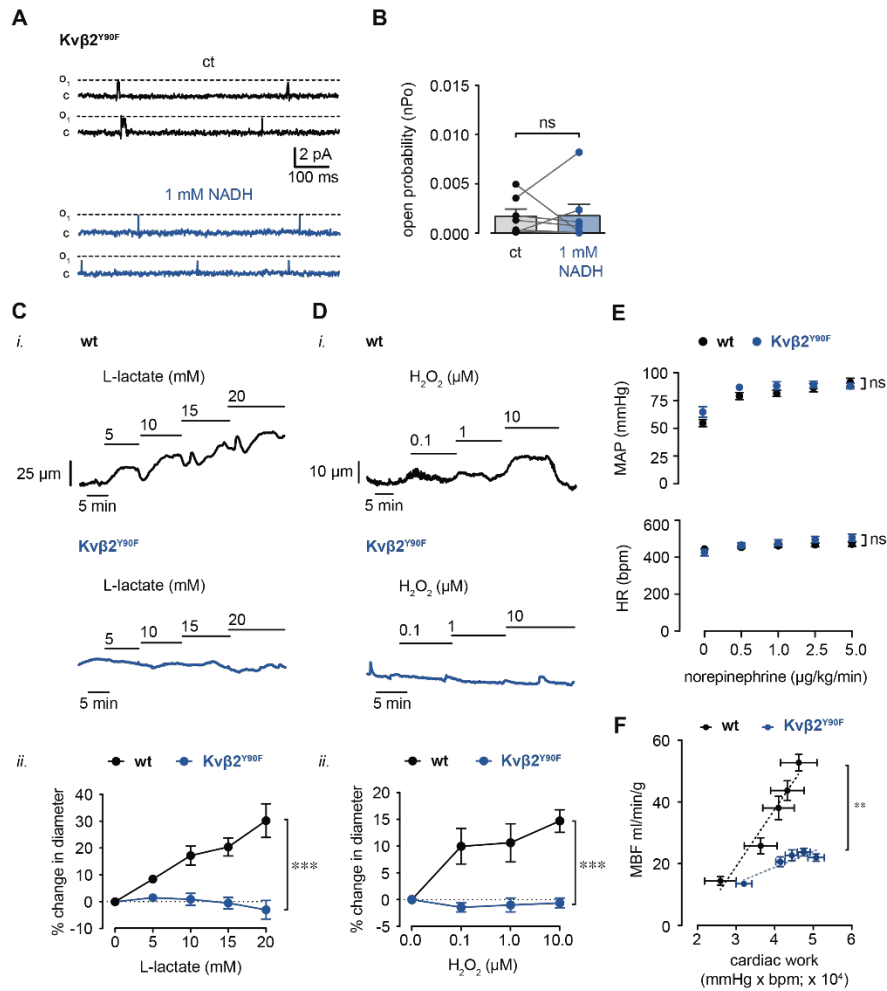 A
Kvβ2Y90F
ct
o1
c
o1
c
2 pA
100 ms
1 mM NADH
o1
c
o1
c
B
open probability (nPo)
0.015
0.010
0.005
0.000
ns
ct
1 mM
NADH
C
i.
wt
L-lactate (mM)
5
10
15
20
25 µm
5 min
Kvβ2Y90F
L-lactate (mM)
5
10
15
20
5 min
ii.
wt
Kvβ2Y90F
% change in diameter
40
30
20
10
0
-10
***
0
5
10
15
20
L-lactate (mM)
D
i.
wt
H2O2 (µM)
0.1
1
10
10 µm
5 min
Kvβ2Y90F
H2O2 (µM)
0.1
1
10
5 min
ii.
wt
Kvβ2Y90F
% change in diameter
20
15
10
5
0
-5
***
0.0
0.1
1.0
10.0
H2O2 (µM)
E
wt
Kvβ2Y90F
MAP (mmHg)
100
75
50
25
0
ns
HR (bpm)
600
400
200
0
ns
0
0.5
1.0
2.5
5.0
norepinephrine (µg/kg/min)
F
wt
Kvβ2Y90F
MBF ml/min/g
60
40
20
0
**
2
3
4
5
6
cardiac work
(mmHg x bpm; x 10⁴)